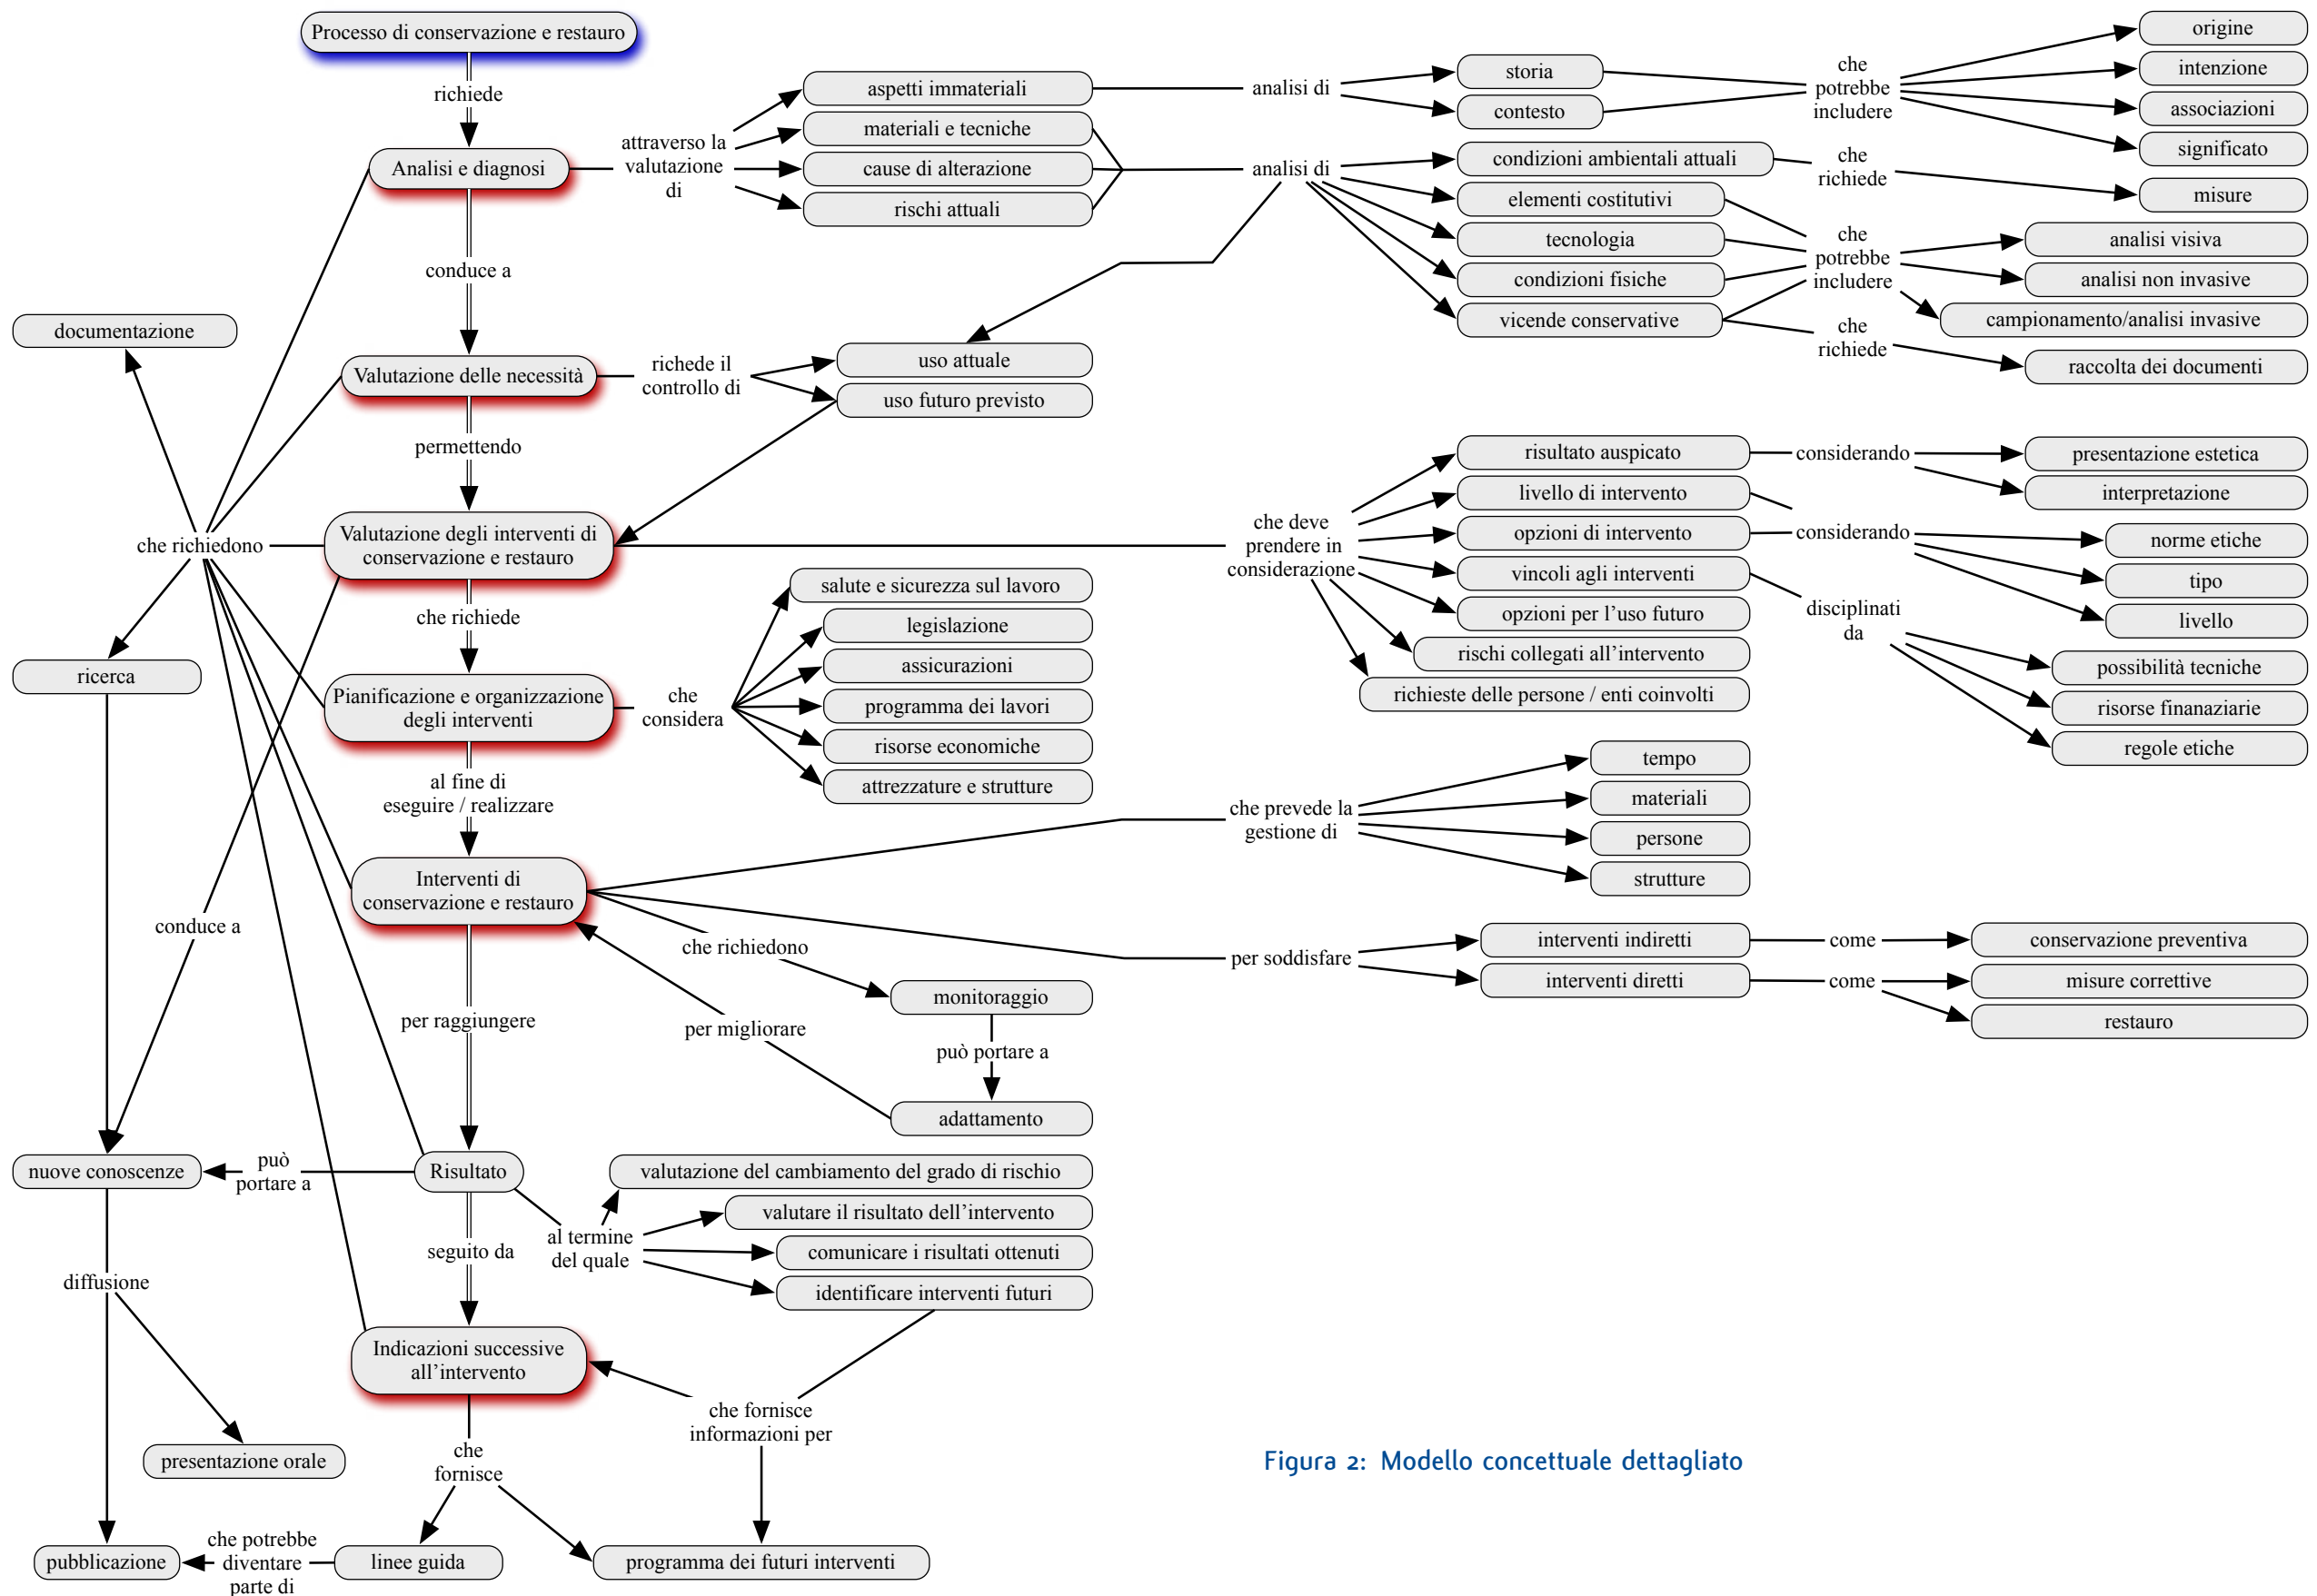 Processo di conservazione e restauro
richiede
Analisi e diagnosi
attraverso la
valutazione
di
aspetti immateriali
materiali e tecniche
cause di alterazione
rischi attuali
analisi di
storia
contesto
che
potrebbe
includere
origine
intenzione
associazioni
significato
analisi di
condizioni ambientali attuali
elementi costitutivi
tecnologia
condizioni fisiche
vicende conservative
che
richiede
misure
che
potrebbe
includere
analisi visiva
analisi non invasive
campionamento/analisi invasive
che
richiede
raccolta dei documenti
conduce a
documentazione
Valutazione delle necessità
richede il
controllo di
uso attuale
uso futuro previsto
permettendo
che richiedono
Valutazione degli interventi di
conservazione e restauro
che deve
prendere in
considerazione
risultato auspicato
livello di intervento
opzioni di intervento
vincoli agli interventi
opzioni per l'uso futuro
rischi collegati all'intervento
richieste delle persone / enti coinvolti
considerando
presentazione estetica
interpretazione
considerando
norme etiche
tipo
livello
disciplinati
da
possibilità tecniche
risorse finanaziarie
regole etiche
che richiede
ricerca
Pianificazione e organizzazione
degli interventi
che
considera
salute e sicurezza sul lavoro
legislazione
assicurazioni
programma dei lavori
risorse economiche
attrezzature e strutture
al fine di
eseguire / realizzare
Interventi di
conservazione e restauro
che prevede la
gestione di
tempo
materiali
persone
strutture
conduce a
che richiedono
per soddisfare
interventi indiretti
come
conservazione preventiva
interventi diretti
come
misure correttive
restauro
monitoraggio
per raggiungere
per migliorare
può portare a
adattamento
nuove conoscenze
può
portare a
Risultato
al termine
del quale
valutazione del cambiamento del grado di rischio
valutare il risultato dell'intervento
comunicare i risultati ottenuti
identificare interventi futuri
seguito da
diffusione
Indicazioni successive
all'intervento
che fornisce
informazioni per
presentazione orale
che
fornisce
Figura 2: Modello concettuale dettagliato
pubblicazione
che potrebbe
diventare
parte di
linee guida
programma dei futuri interventi